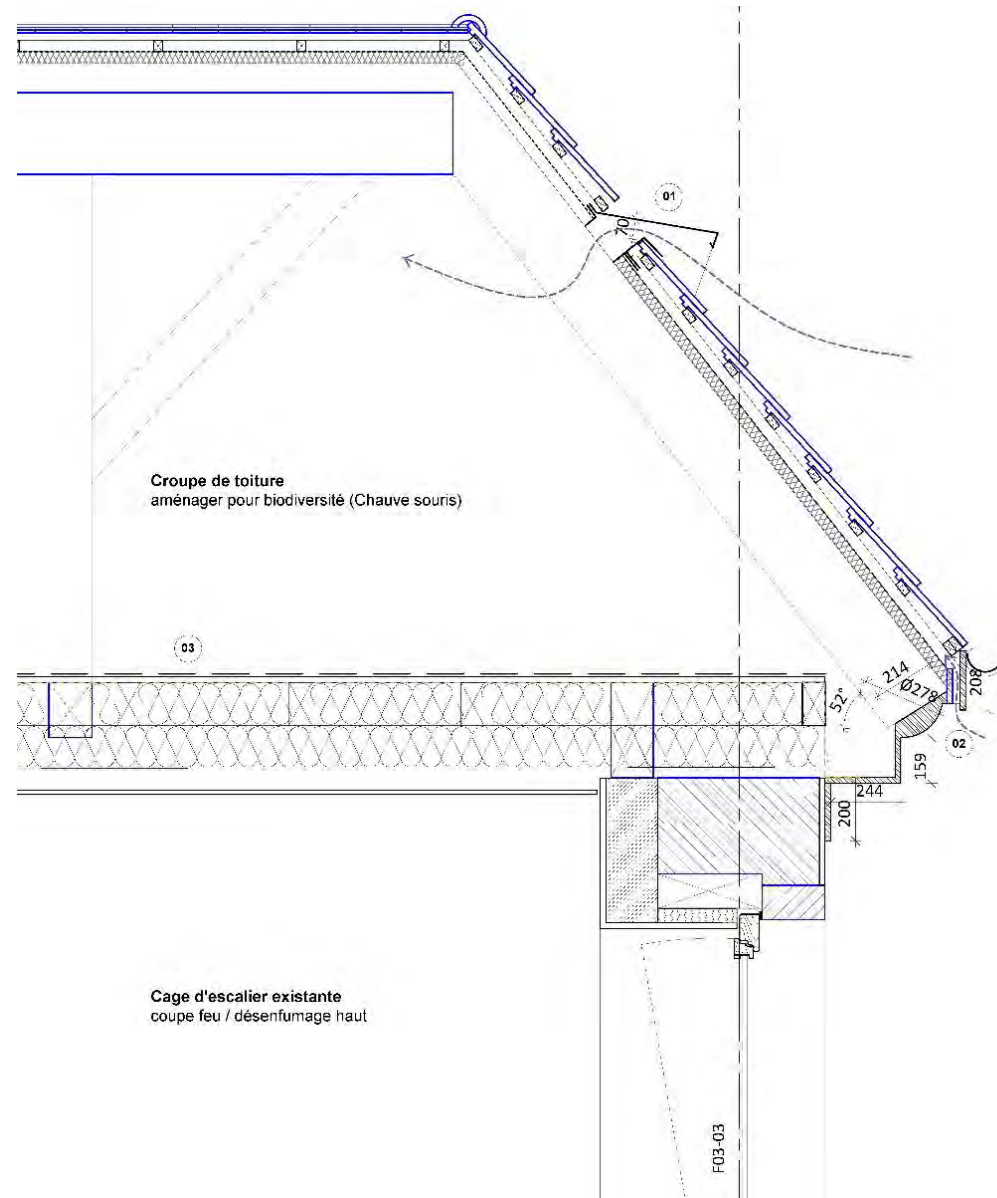 01
70
Croupe de toiture
aménager pour biodiversité (Chauve souris)
03
214
Ø278
52°
208
02
159
244
200
Cage d'escalier existante
coupe feu / désenfumage haut
F03-03